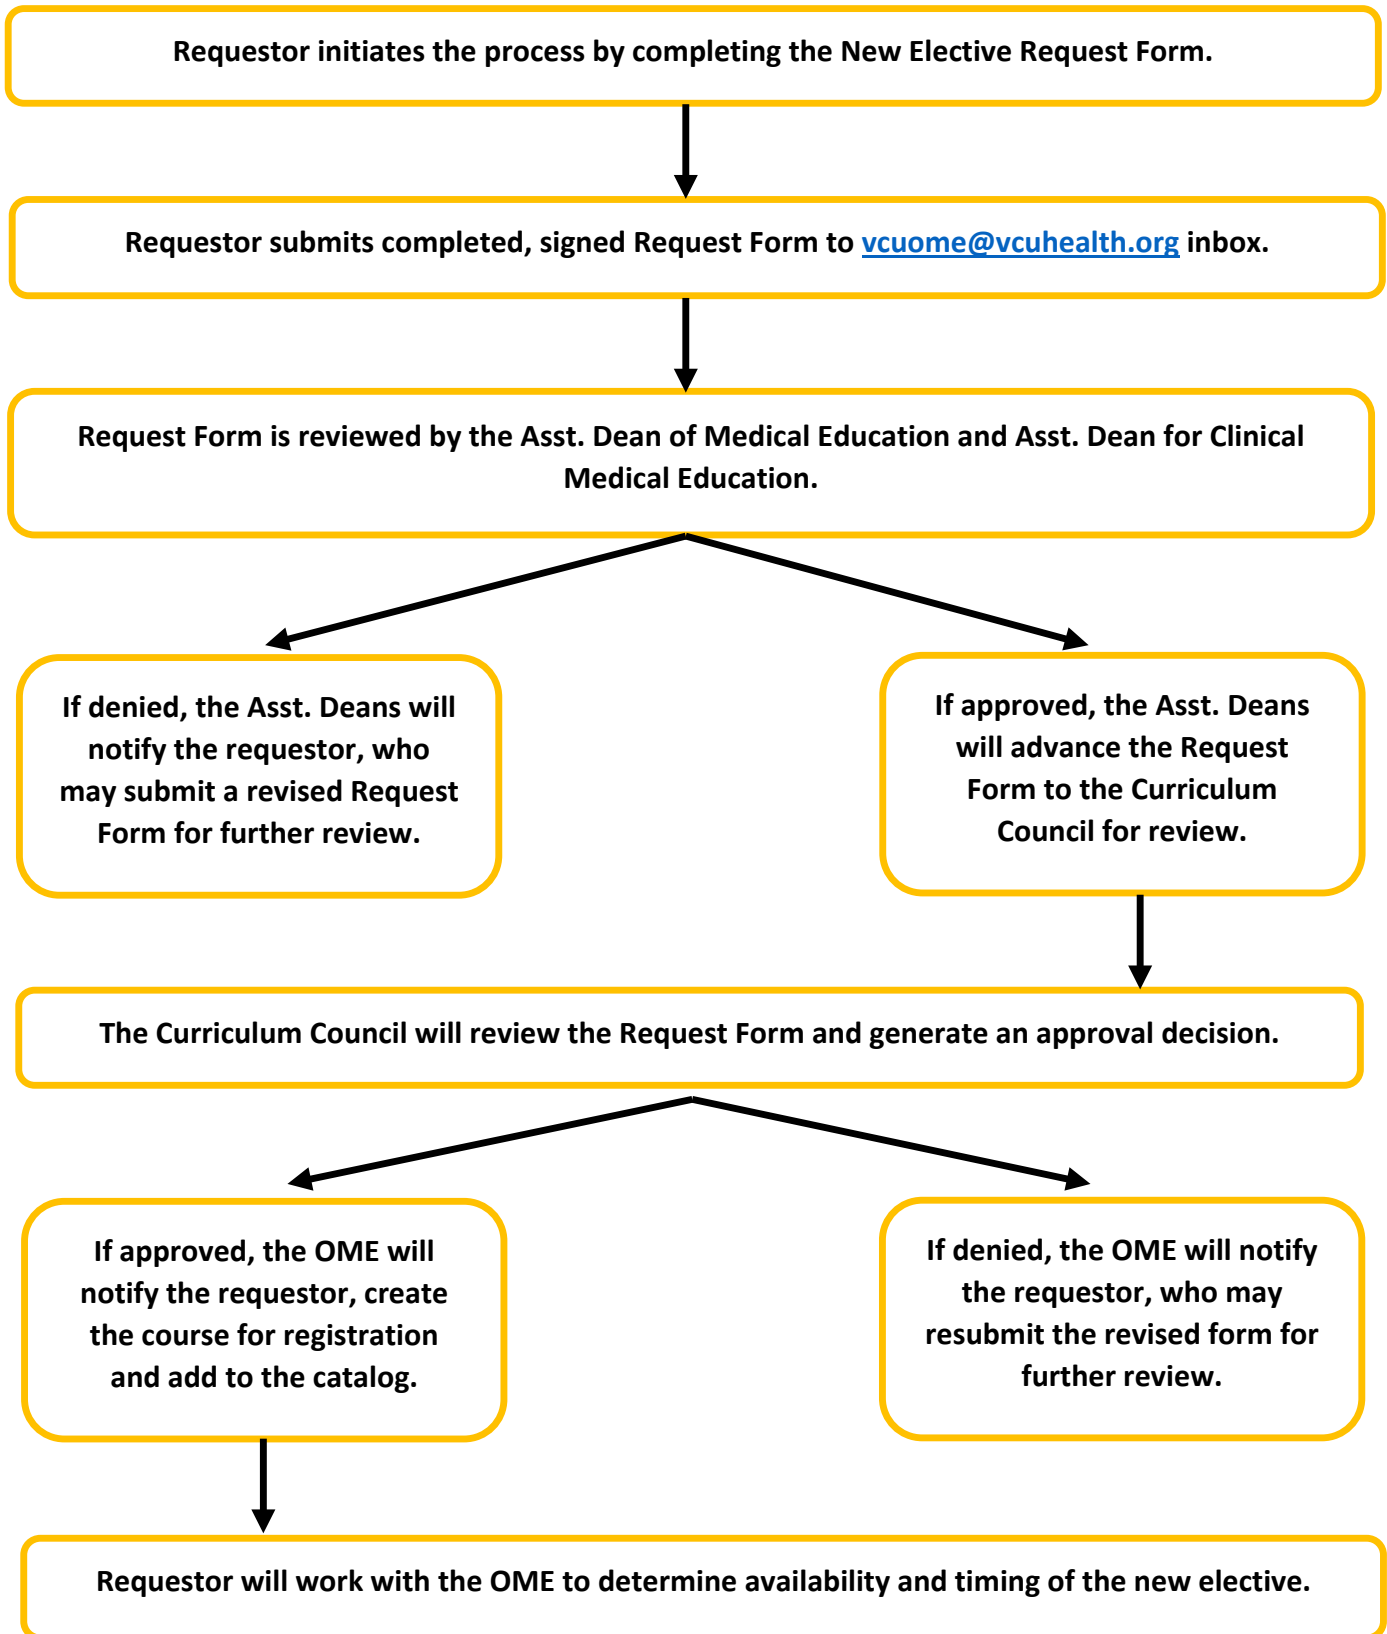 Requestor initiates the process by completing the New Elective Request Form.
Requestor submits completed, signed Request Form to vcuome@vcuhealth.org inbox.
Request Form is reviewed by the Asst. Dean of Medical Education and Asst. Dean for Clinical
Medical Education.
If denied, the Asst. Deans will
notify the requestor, who
may submit a revised Request
Form for further review.
If approved, the Asst. Deans
will advance the Request
Form to the Curriculum
Council for review.
The Curriculum Council will review the Request Form and generate an approval decision.
If approved, the OME will
notify the requestor, create
the course for registration
and add to the catalog.
If denied, the OME will notify
the requestor, who may
resubmit the revised form for
further review.
Requestor will work with the OME to determine availability and timing of the new elective.